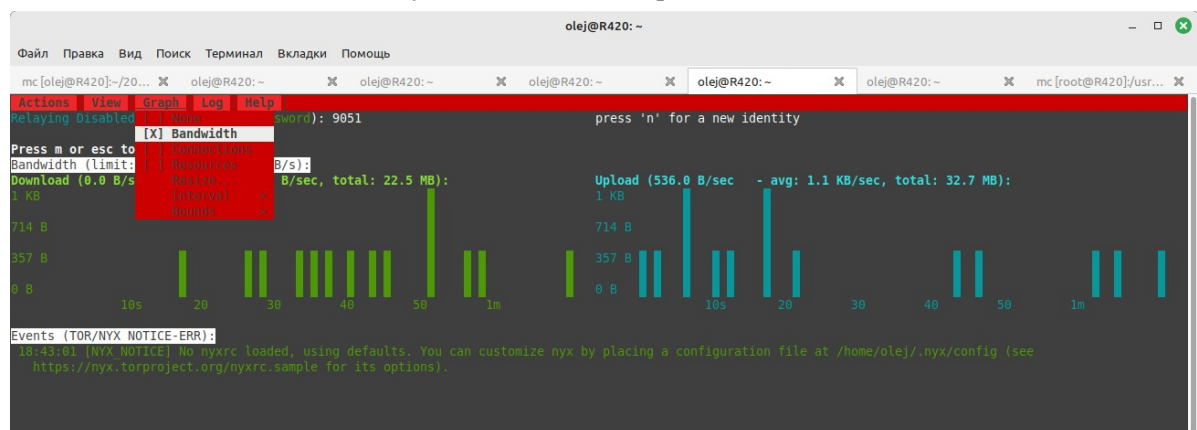 olej@R420: ~
Файл Правка Вид Поиск Терминал Вкладки Помощь
mc [olej@R420]:~/20... olej@R420: ~ olej@R420: ~ olej@R420: ~ olej@R420: ~ olej@R420: ~ mc [root@R420]:/usr...
Actions View Graph Log Help
Relaying Disabled [ ] None sword): 9051 press 'n' for a new identity
[X] Bandwidth
Press m or esc to [ ] Connections
Bandwidth (limit: [ ] Resources B/s):
Download (0.0 B/s Resize... B/sec, total: 22.5 MB): Upload (536.0 B/sec - avg: 1.1 KB/sec, total: 32.7 MB):
1 KB Interval > 1 KB
Bounds >
714 B 714 B
357 B 357 B
0 B 0 B
10s 20 30 40 50 1m 10s 20 30 40 50 1m
Events (TOR/NYX NOTICE-ERR):
18:43:01 [NYX_NOTICE] No nyxrc loaded, using defaults. You can customize nyx by placing a configuration file at /home/olej/.nyx/config (see
https://nyx.torproject.org/nyxrc.sample for its options).